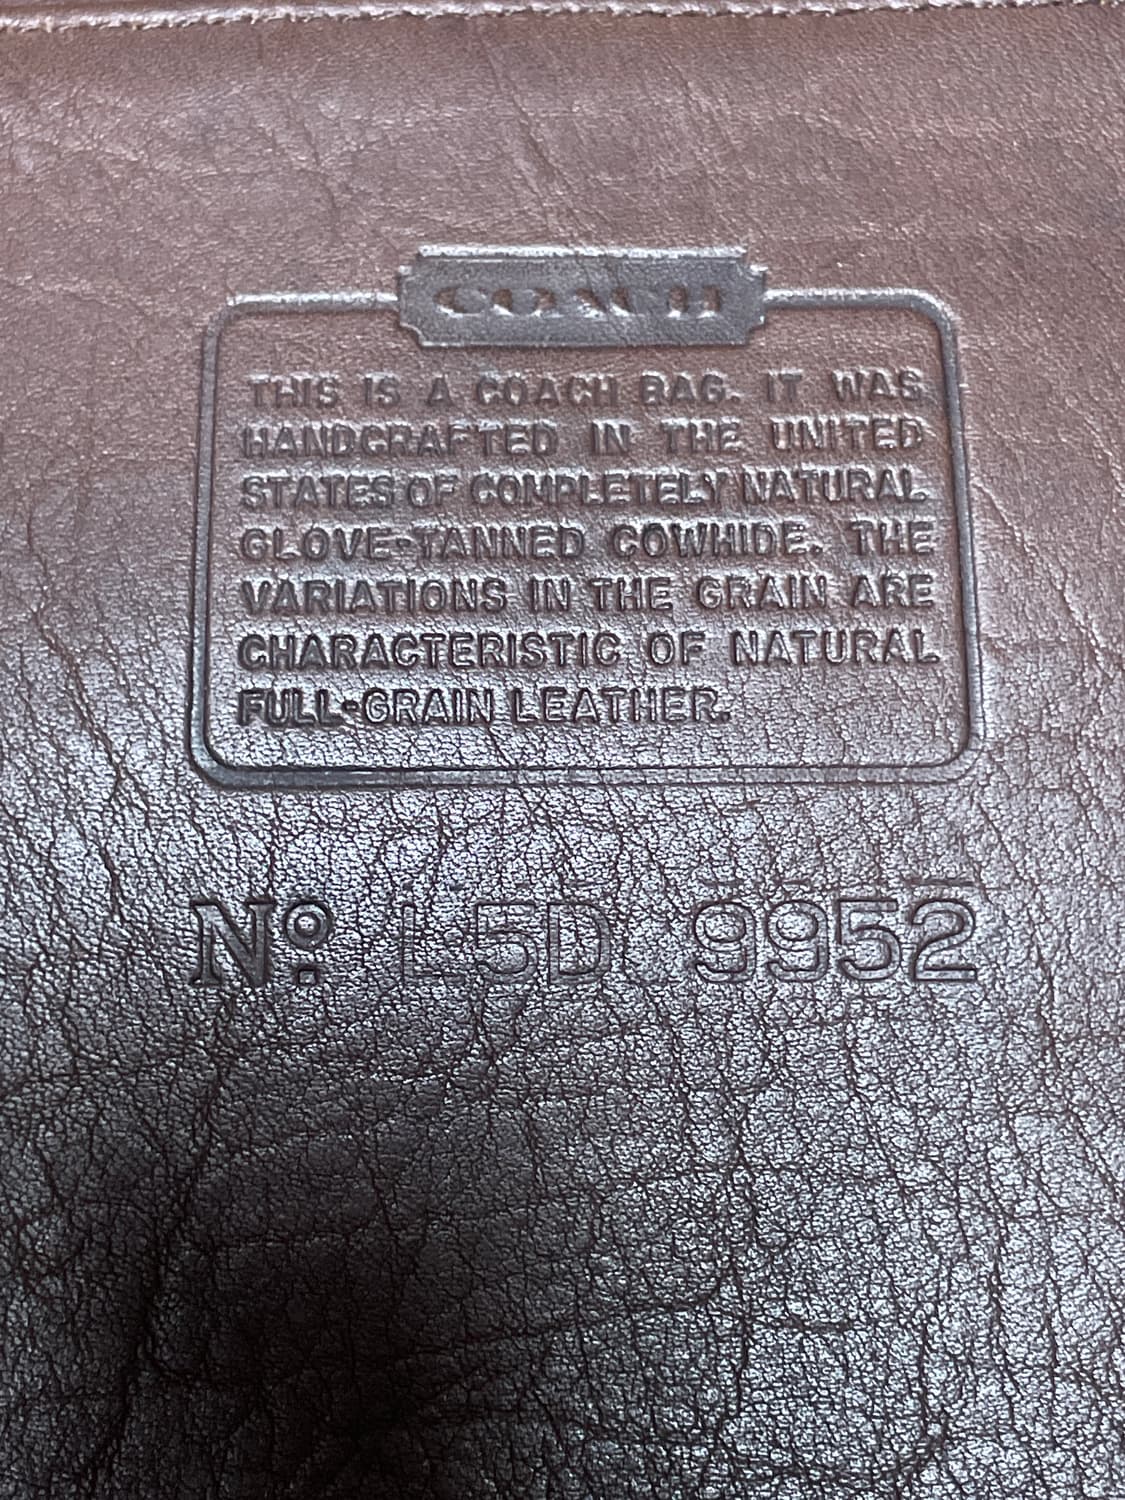 COACH
THIS IS A COACH BAG. IT WAS
HANDCRAFTED IN THE UNITED
STATES OF COMPLETELY NATURAL
GLOVE-TANNED COWHIDE. THE
VARIATIONS IN THE GRAIN ARE
CHARACTERISTIC OF NATURAL
FULL-GRAIN LEATHER.
Nº L5D 9952